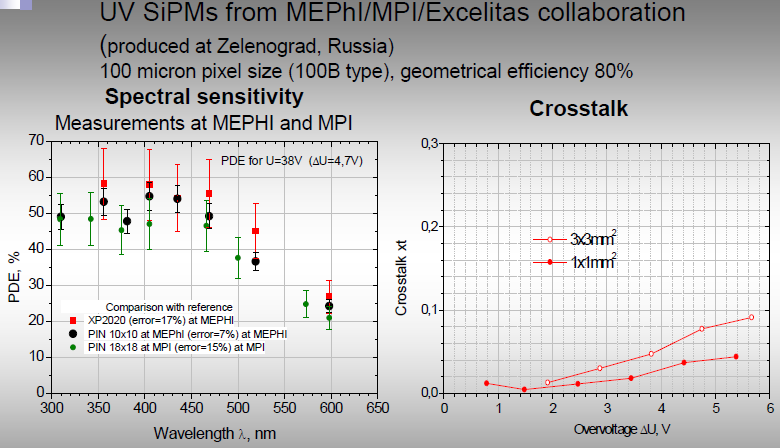 UV SiPMs from MEPhI/MPI/Excelitas collaboration
(produced at Zelenograd, Russia)
100 micron pixel size (100B type), geometrical efficiency 80%
Spectral sensitivity
Measurements at MEPHI and MPI
70
60
50
40
30
20
10
0
PDE, %
PDE for U=38V (ΔU=4,7V)
Comparison with reference
XP2020 (error=17%) at MEPHI
PIN 10x10 at MEPhI (error=7%) at MEPHI
PIN 18x18 at MPI (error=15%) at MPI
300 350 400 450 500 550 600 650
Wavelength λ, nm
Crosstalk
0,3
0,2
0,1
0,0
Crosstalk xt
3x3mm²
1x1mm²
0 1 2 3 4 5 6
Overvoltage ΔU, V